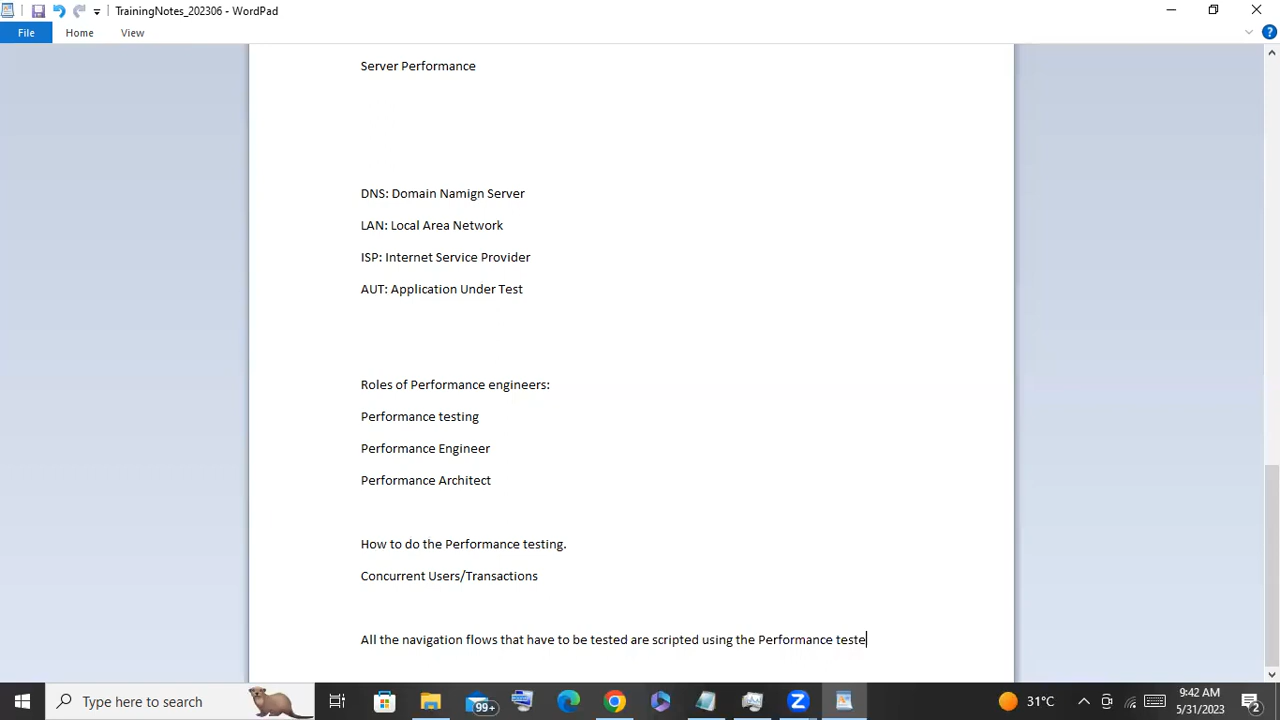 TrainingNotes_202306 - WordPad
File Home View
Server Performance
DNS: Domain Namign Server
LAN: Local Area Network
ISP: Internet Service Provider
AUT: Application Under Test
Roles of Performance engineers:
Performance testing
Performance Engineer
Performance Architect
How to do the Performance testing.
Concurrent Users/Transactions
All the navigation flows that have to be tested are scripted using the Performance teste
Type here to search
99+
31°C
9:42 AM
5/31/2023
2